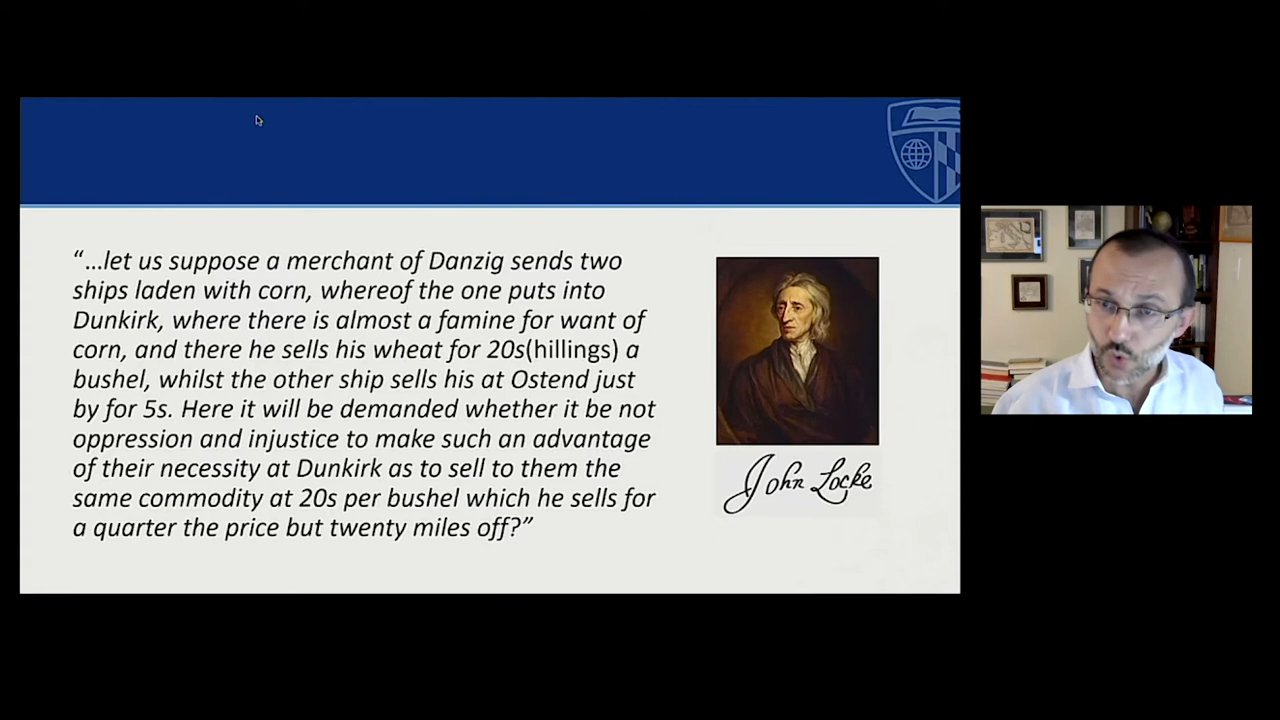 “…let us suppose a merchant of Danzig sends two
ships laden with corn, whereof the one puts into
Dunkirk, where there is almost a famine for want of
corn, and there he sells his wheat for 20s(hillings) a
bushel, whilst the other ship sells his at Ostend just
by for 5s. Here it will be demanded whether it be not
oppression and injustice to make such an advantage
of their necessity at Dunkirk as to sell to them the
same commodity at 20s per bushel which he sells for
a quarter the price but twenty miles off?”
John Locke